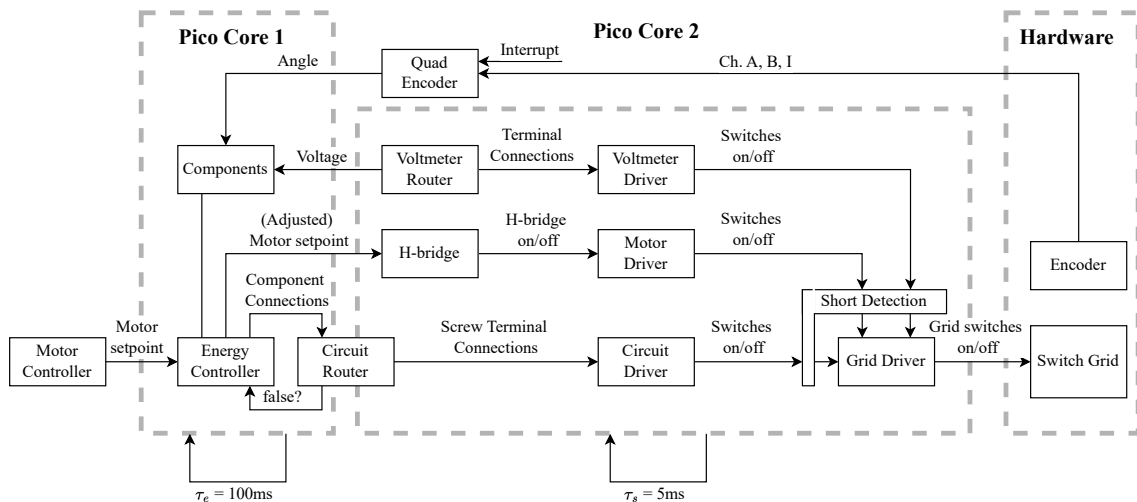 Pico Core 1
Pico Core 2
Hardware
Angle
Quad
Encoder
Interrupt
Ch. A, B, I
Components
Voltage
Voltmeter
Router
Terminal
Connections
Voltmeter
Driver
Switches
on/off
(Adjusted)
Motor setpoint
H-bridge
H-bridge
on/off
Motor
Driver
Switches
on/off
Encoder
Component
Connections
Short Detection
Motor
Controller
Motor
setpoint
Energy
Controller
false?
Circuit
Router
Screw Terminal
Connections
Circuit
Driver
Switches
on/off
Grid Driver
Grid switches
on/off
Switch Grid
τₑ = 100ms
τₛ = 5ms